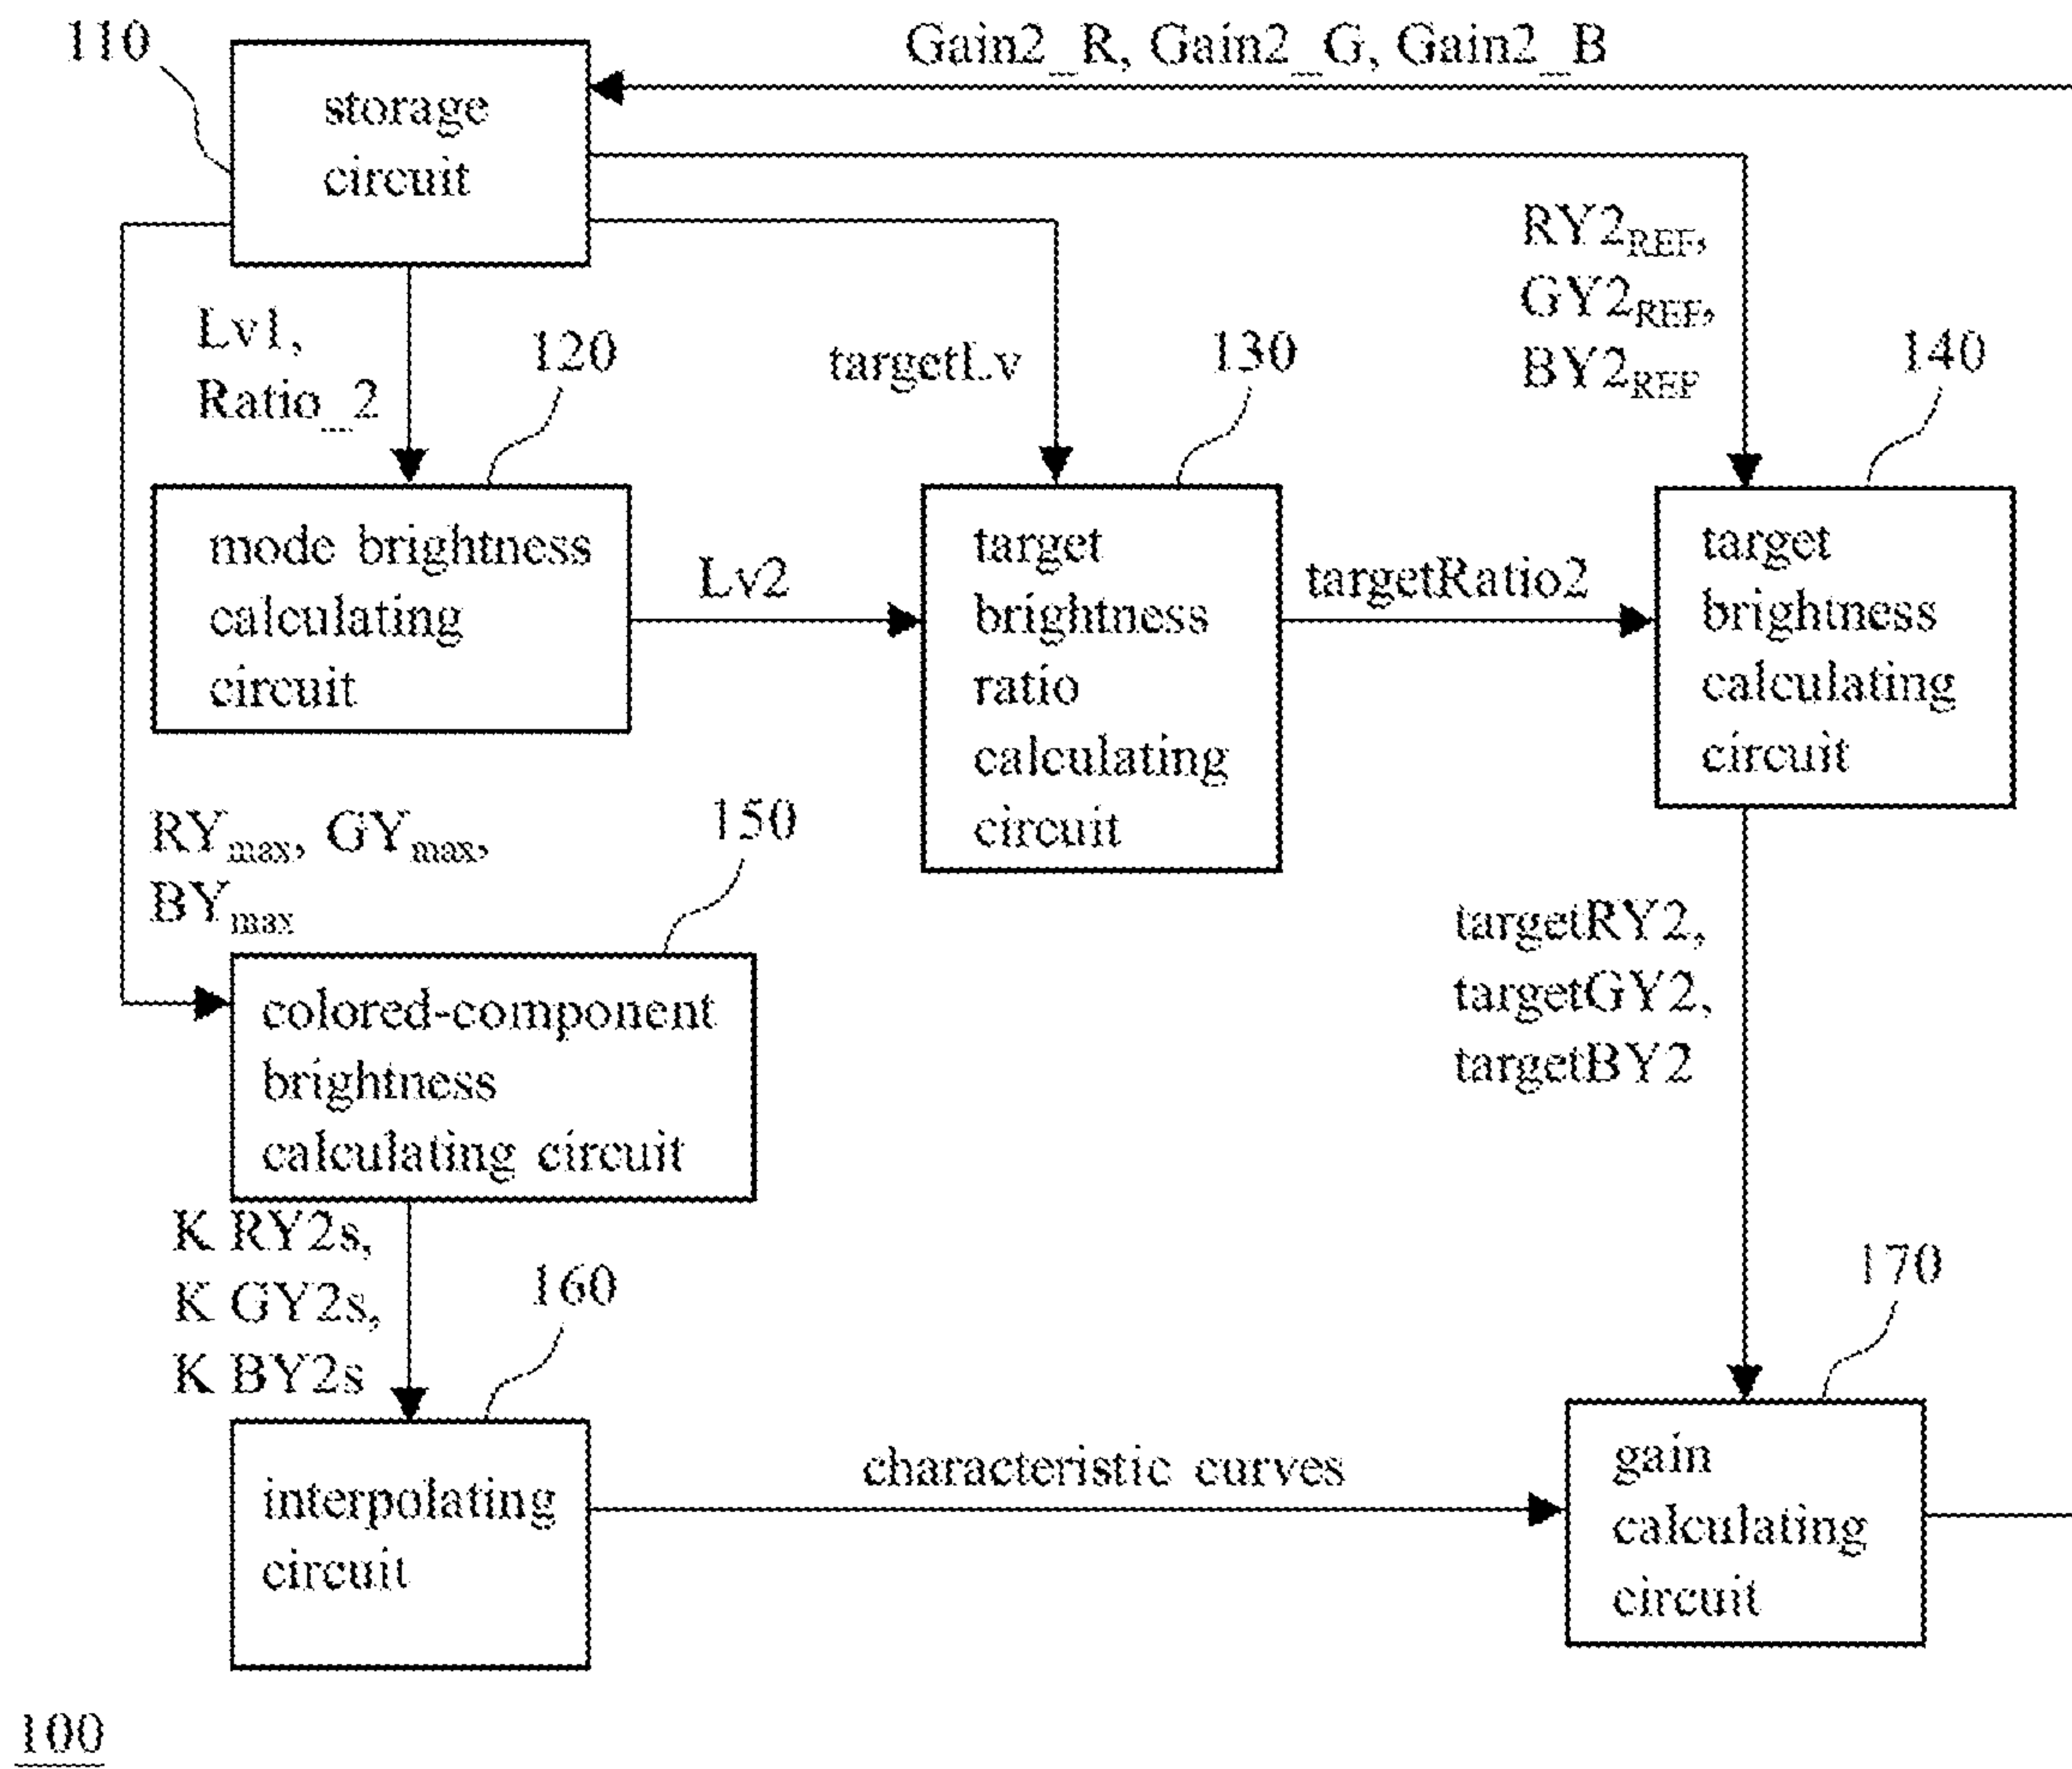 110
storage
circuit
Gain2_R, Gain2_G, Gain2_B
RY2REF,
GY2REF,
BY2REF
Lv1,
Ratio_2
120
targetLv
130
140
mode brightness
calculating
circuit
Lv2
target
brightness
ratio
calculating
circuit
targetRatio2
target
brightness
calculating
circuit
RYmax, GYmax,
BYmax
150
colored-component
brightness
calculating circuit
targetRY2,
targetGY2,
targetBY2
K RY2s,
K GY2s,
K BY2s
160
170
interpolating
circuit
characteristic curves
gain
calculating
circuit
100